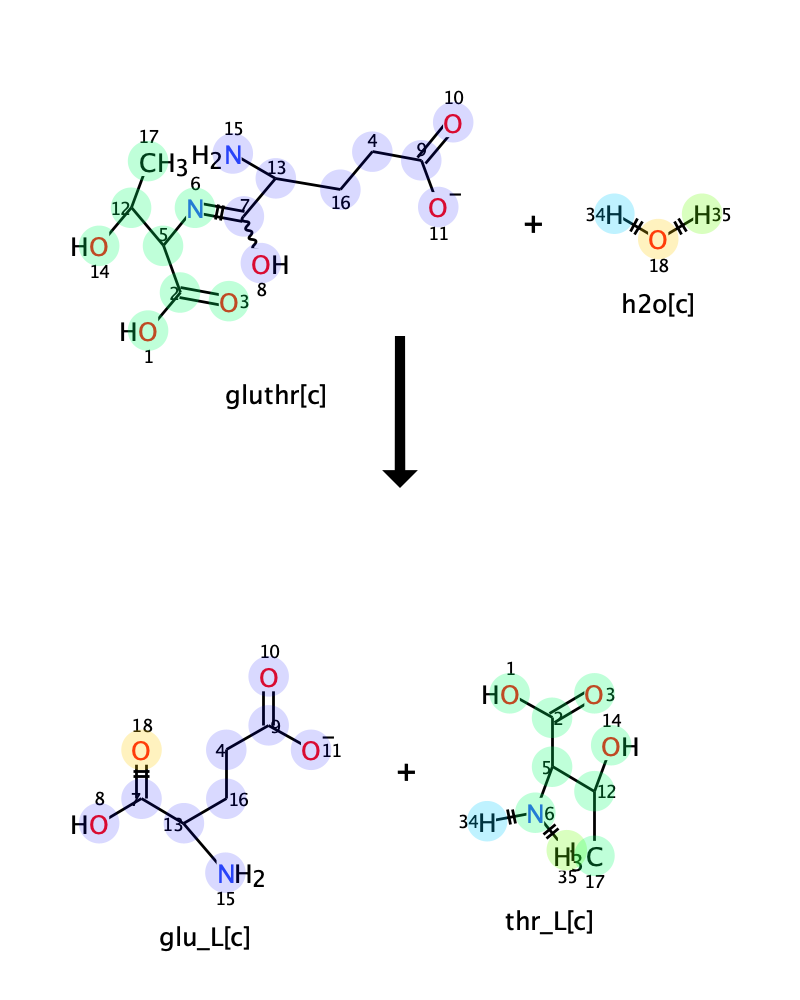 10
O
15
17
H2N
4
9
CH3
13
6
N
7
16
O−
11
12
5
HO
14
OH
8
2
O3
HO
1
+
34H
H35
O
18
h2o[c]
gluthr[c]
10
O
18
O
9
4
O−11
8
HO
7
16
13
NH2
15
glu_L[c]
+
1
HO
O3
2
14
OH
5
12
34H
N6
H
35
H3C
17
thr_L[c]